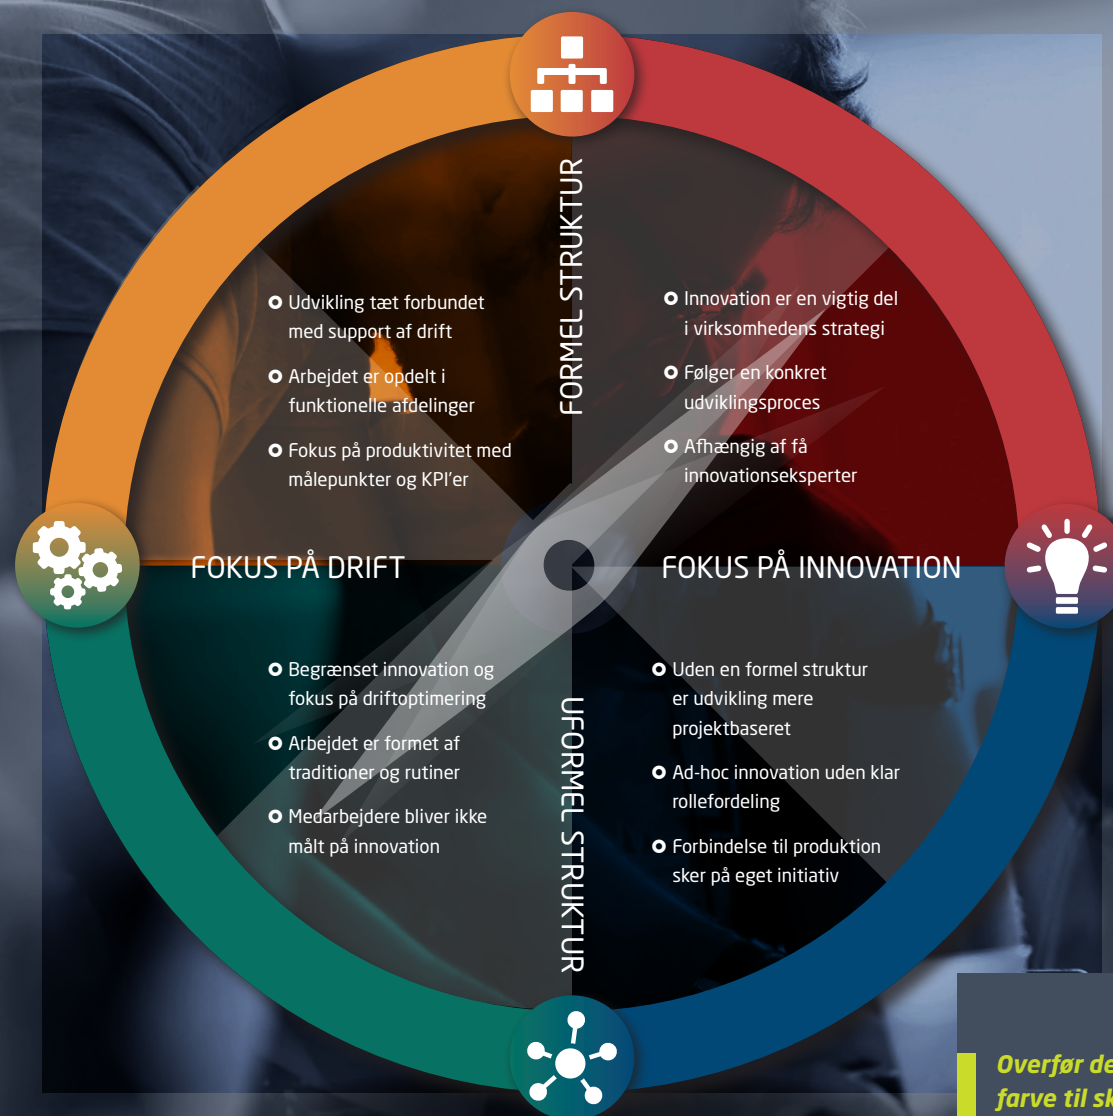 FORMEL STRUKTUR
Udvikling tæt forbundet
med support af drift
Arbejdet er opdelt i
funktionelle afdelinger
Fokus på produktivitet med
målepunkter og KPI'er
Innovation er en vigtig del
i virksomhedens strategi
Følger en konkret
udviklingsproces
Afhængig af få
innovationseksperter
FOKUS PÅ DRIFT
FOKUS PÅ INNOVATION
Begrænset innovation og
fokus på driftoptimering
Arbejdet er formet af
traditioner og rutiner
Medarbejdere bliver ikke
målt på innovation
Uden en formel struktur
er udvikling mere
projektbaseret
Ad-hoc innovation uden klar
rollefordeling
Forbindelse til produktion
sker på eget initiativ
UFORMEL STRUKTUR
Overfør de
farve til sk